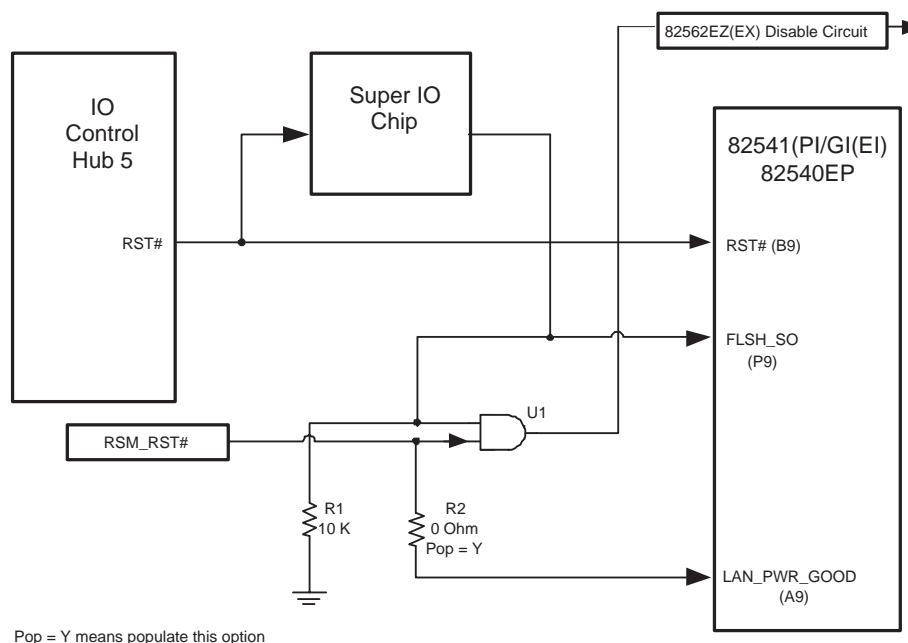 82562EZ(EX) Disable Circuit
IO
Control
Hub 5
Super IO
Chip
82541(PI/GI(EI)
82540EP
RST#
RST# (B9)
FLSH_SO
(P9)
U1
RSM_RST#
R1
10 K
R2
0 Ohm
Pop = Y
LAN_PWR_GOOD
(A9)
Pop = Y means populate this option